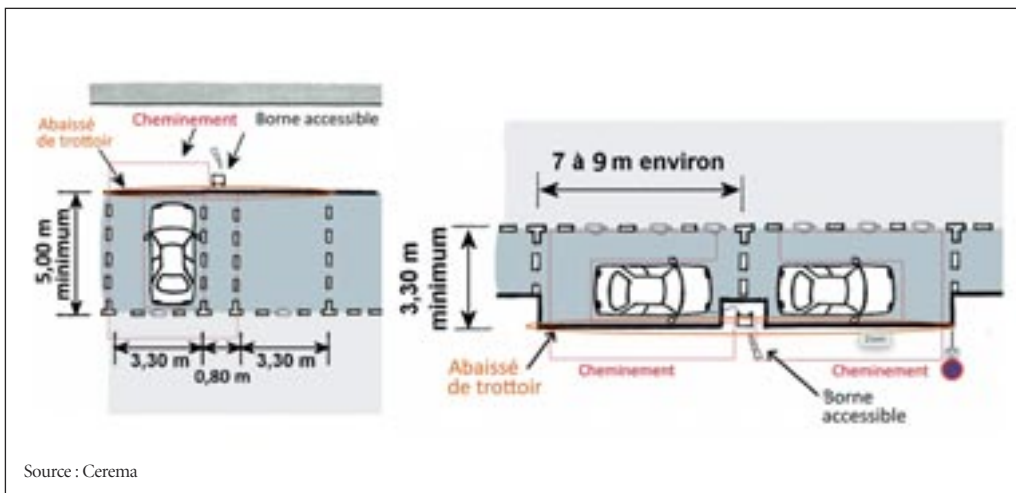 Cheminement
Borne accessible
Abaissé
de trottoir
5,00 m
minimum
3,30 m
3,30 m
0,80 m
7 à 9 m environ
3,30 m
minimum
Abaissé
de trottoir
Cheminement
Cheminement
Borne
accessible
Source : Cerema